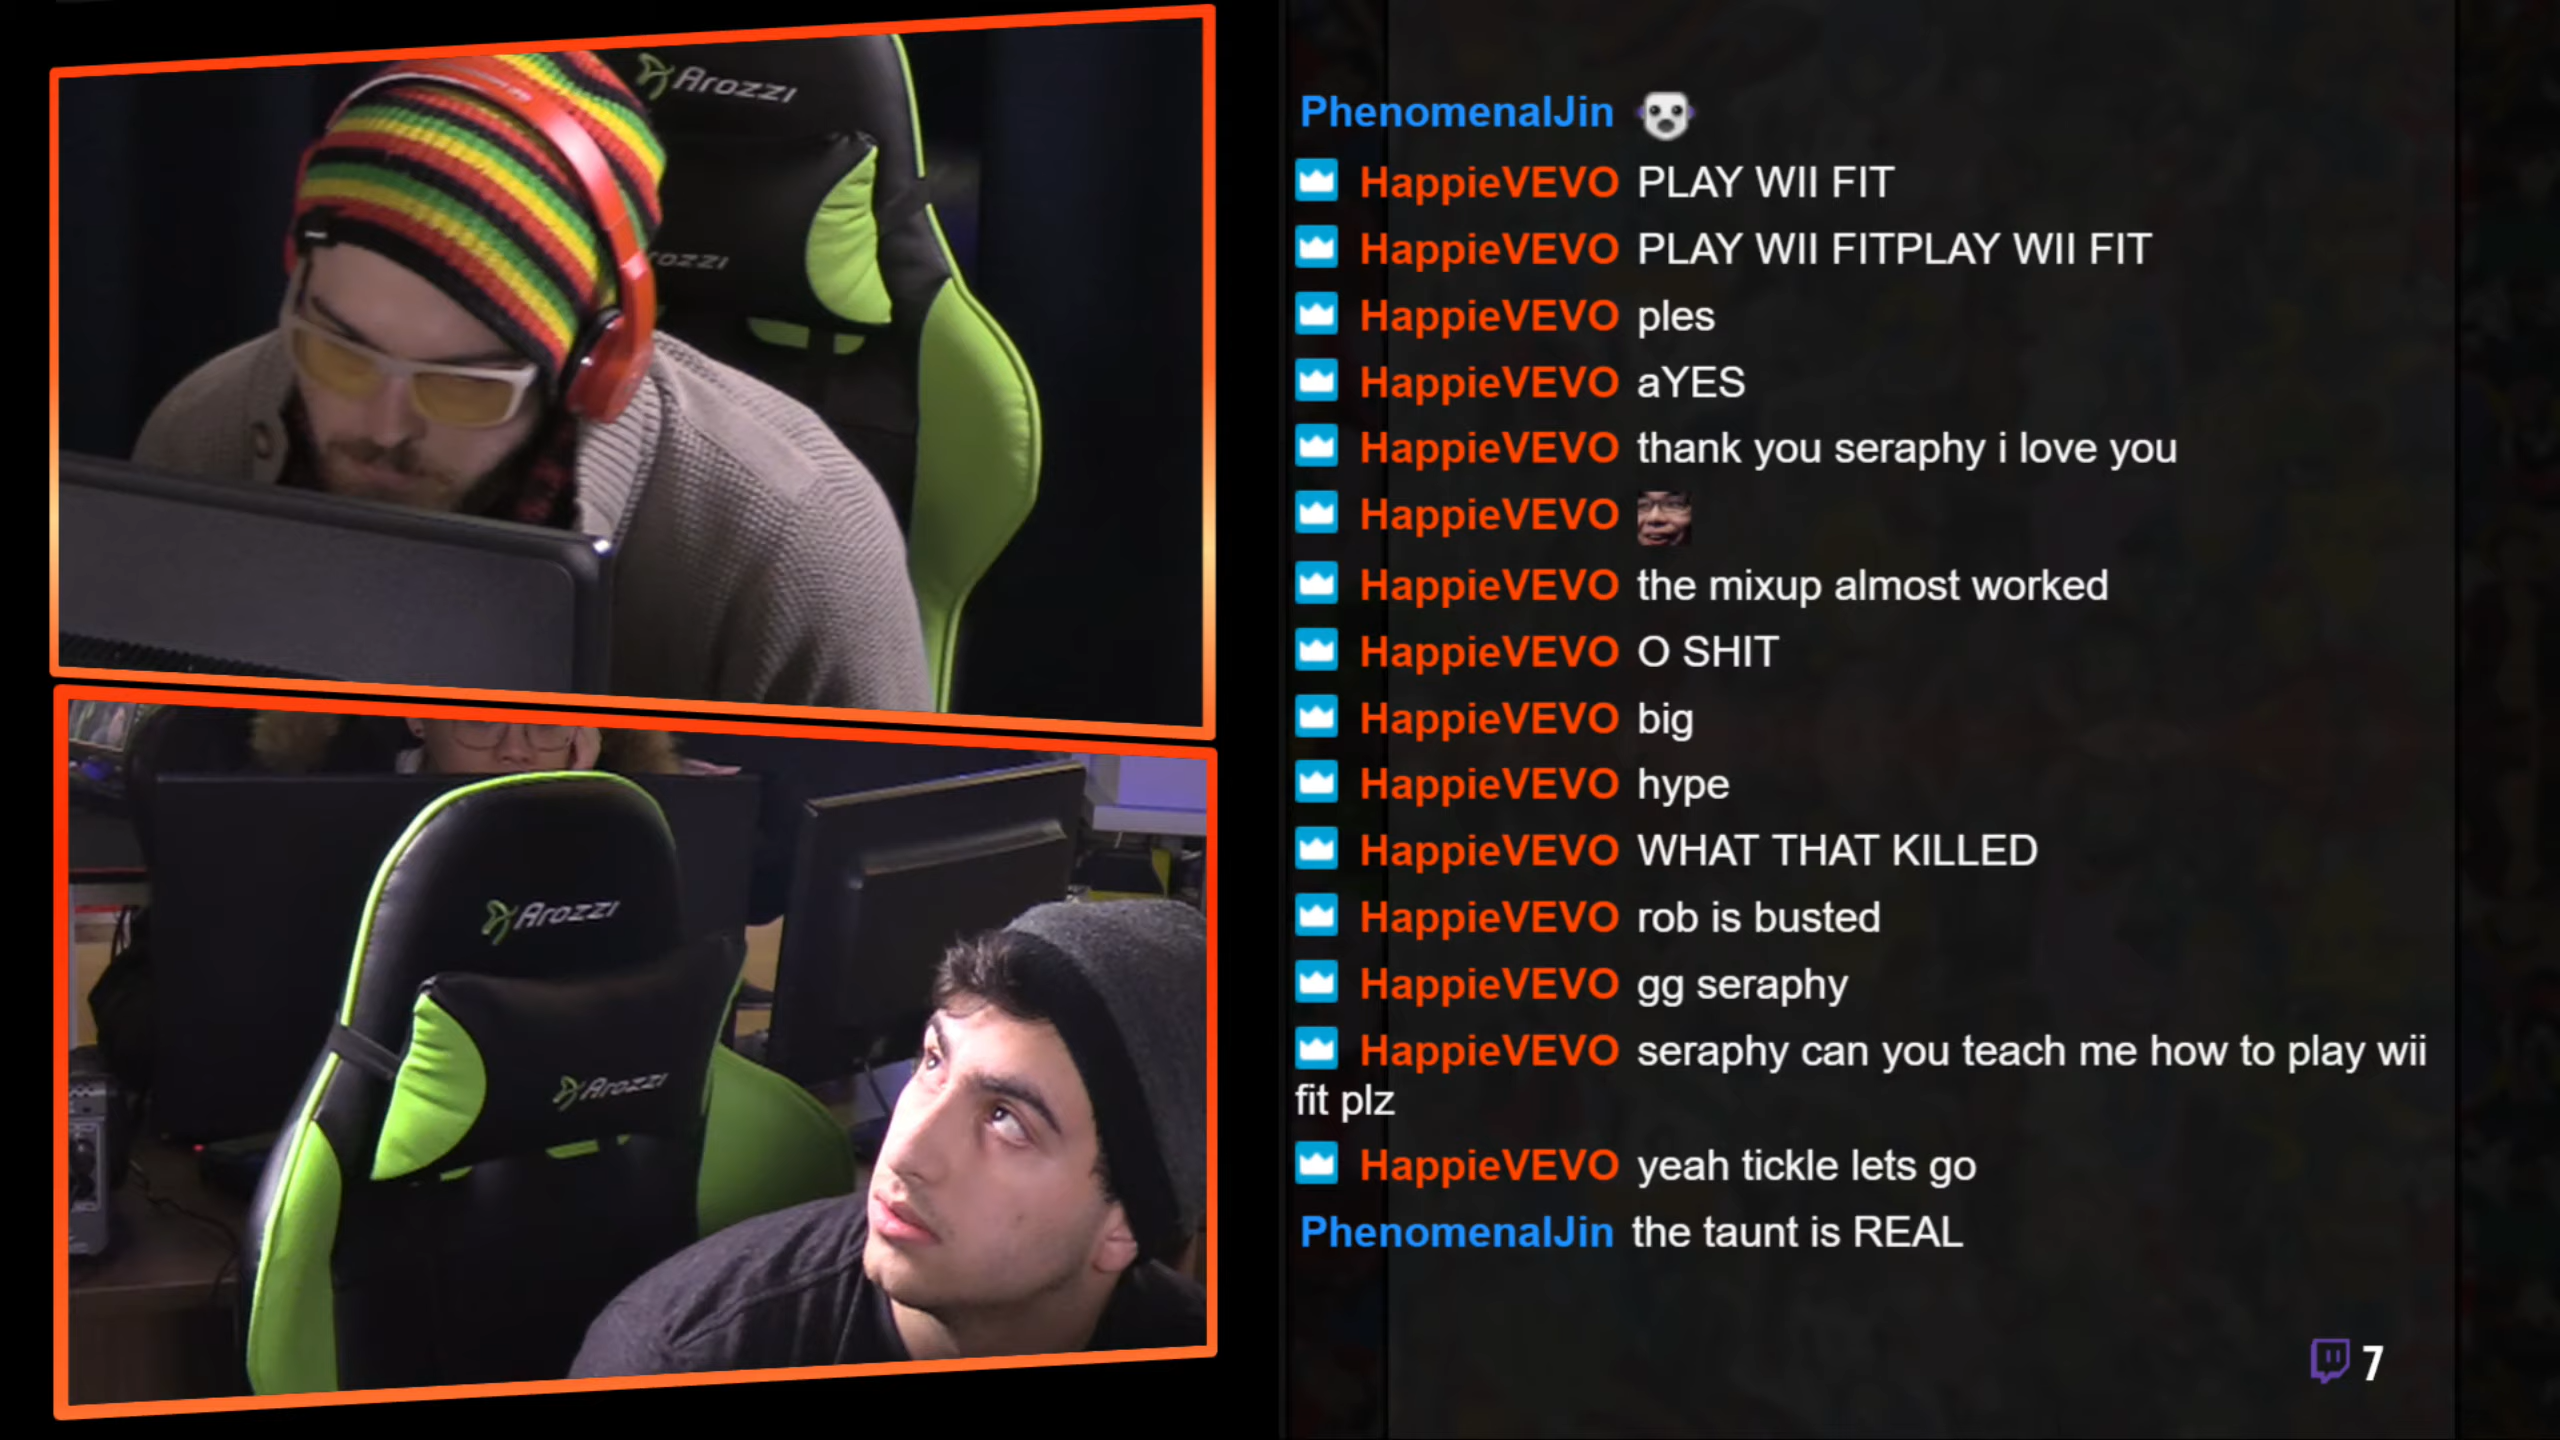 Arozzi
rozzi
Arozzi
Arozzi
PhenomenalJin
HappieVEVO PLAY WII FIT
HappieVEVO PLAY WII FITPLAY WII FIT
HappieVEVO ples
HappieVEVO aYES
HappieVEVO thank you seraphy i love you
HappieVEVO
HappieVEVO the mixup almost worked
HappieVEVO O SHIT
HappieVEVO big
HappieVEVO hype
HappieVEVO WHAT THAT KILLED
HappieVEVO rob is busted
HappieVEVO gg seraphy
HappieVEVO seraphy can you teach me how to play wii
fit plz
HappieVEVO yeah tickle lets go
PhenomenalJin the taunt is REAL
7